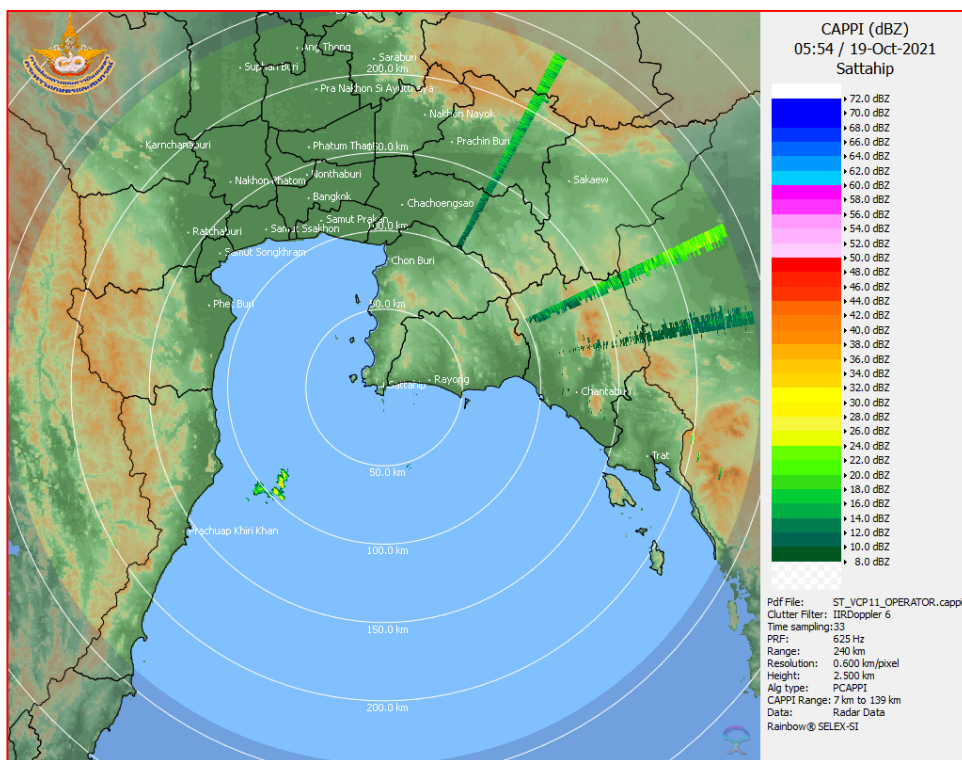 CAPPI (dBZ)
05:54 / 19-Oct-2021
Sattahip
72.0 dBZ
70.0 dBZ
68.0 dBZ
66.0 dBZ
64.0 dBZ
62.0 dBZ
60.0 dBZ
58.0 dBZ
56.0 dBZ
54.0 dBZ
52.0 dBZ
50.0 dBZ
48.0 dBZ
46.0 dBZ
44.0 dBZ
42.0 dBZ
40.0 dBZ
38.0 dBZ
36.0 dBZ
34.0 dBZ
32.0 dBZ
30.0 dBZ
28.0 dBZ
26.0 dBZ
24.0 dBZ
22.0 dBZ
20.0 dBZ
18.0 dBZ
16.0 dBZ
14.0 dBZ
12.0 dBZ
10.0 dBZ
8.0 dBZ
Pdf File: ST_VCP11_OPERATOR.cappi
Clutter Filter: IIRDoppler 6
Time sampling:33
PRF: 625 Hz
Range: 240 km
Resolution: 0.600 km/pixel
Height: 2.500 km
Alg type: PCAPPI
CAPPI Range: 7 km to 139 km
Data: Radar Data
Rainbow® SELEX-SI
Ang Thong
Saraburi
Suphan Buri
200.0 km
Pra Nakhon Si Ayuttaya
Nakhon Nayok
Prachin Buri
Karnchanaburi
Phatum Thani
Nonthaburi
Nakhon Phatom
Sakaew
Bangkok
Chachoengsao
Samut Prakan
Samut Ssakhon
Ratchaburi
100.0 km
Samut Songkhram
Chon Buri
Phet Buri
50.0 km
Rayong
Sattahip
Chantaburi
Trat
50.0 km
Prachuap Khiri Khan
100.0 km
150.0 km
200.0 km